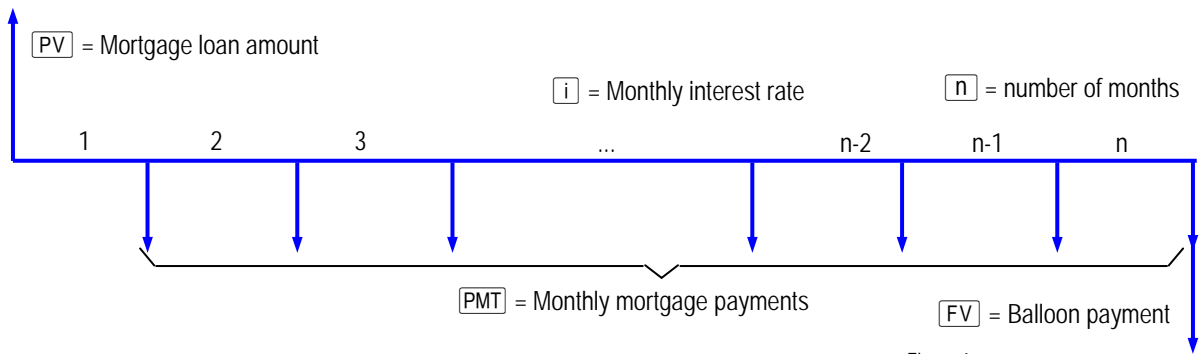 PV = Mortgage loan amount
i = Monthly interest rate n = number of months
1 2 3 ... n-2 n-1 n
PMT = Monthly mortgage payments
FV = Balloon payment